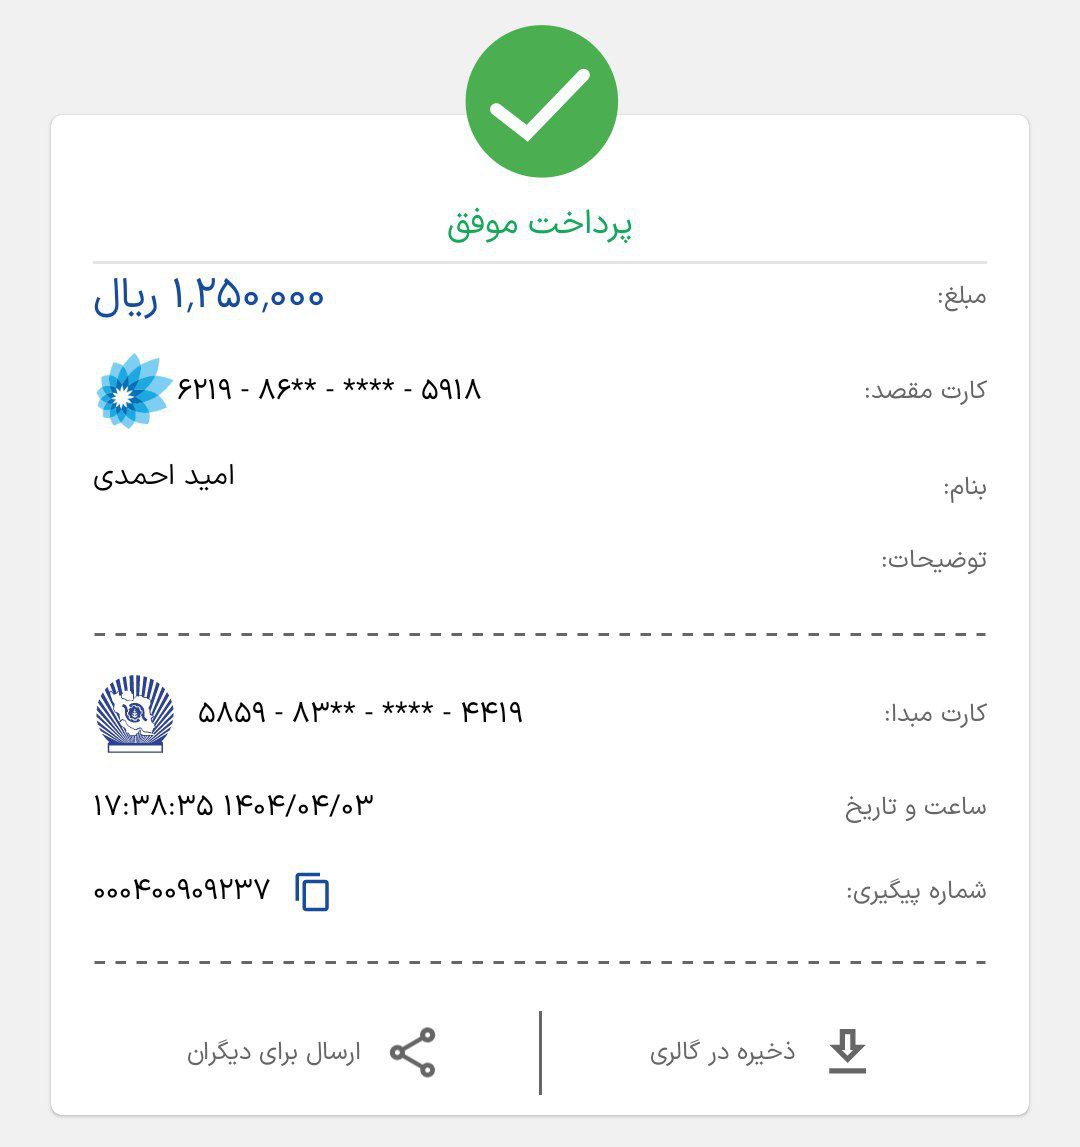 پرداخت موفق
مبلغ: ۱,۲۵۰,۰۰۰ ریال
کارت مقصد: ۶۲۱۹ - ۸۶** - **** - ۵۹۱۸
بنام: امید احمدی
توضیحات:
کارت مبدا: ۵۸۵۹ - ۸۳** - **** - ۴۴۱۹
ساعت و تاریخ ۱۷:۳۸:۳۵ ۱۴۰۴/۰۴/۰۳
شماره پیگیری: ۰۰۰۴۰۰۹۰۹۲۳۷
ذخیره در گالری
ارسال برای دیگران